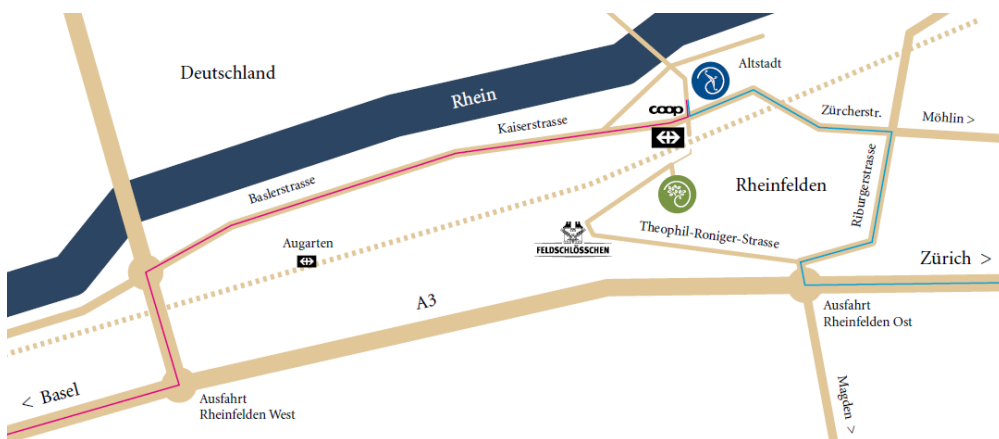 Deutschland
Rhein
Altstadt
coop
Kaiserstrasse
Zürcherstr.
Möhlin >
Baslerstrasse
Rheinfelden
Riburgerstrasse
Augarten
FELDSCHLÖSSCHEN
Theophil-Roniger-Strasse
Zürich >
A3
Ausfahrt
Rheinfelden Ost
< Basel
Ausfahrt
Rheinfelden West
Magden <